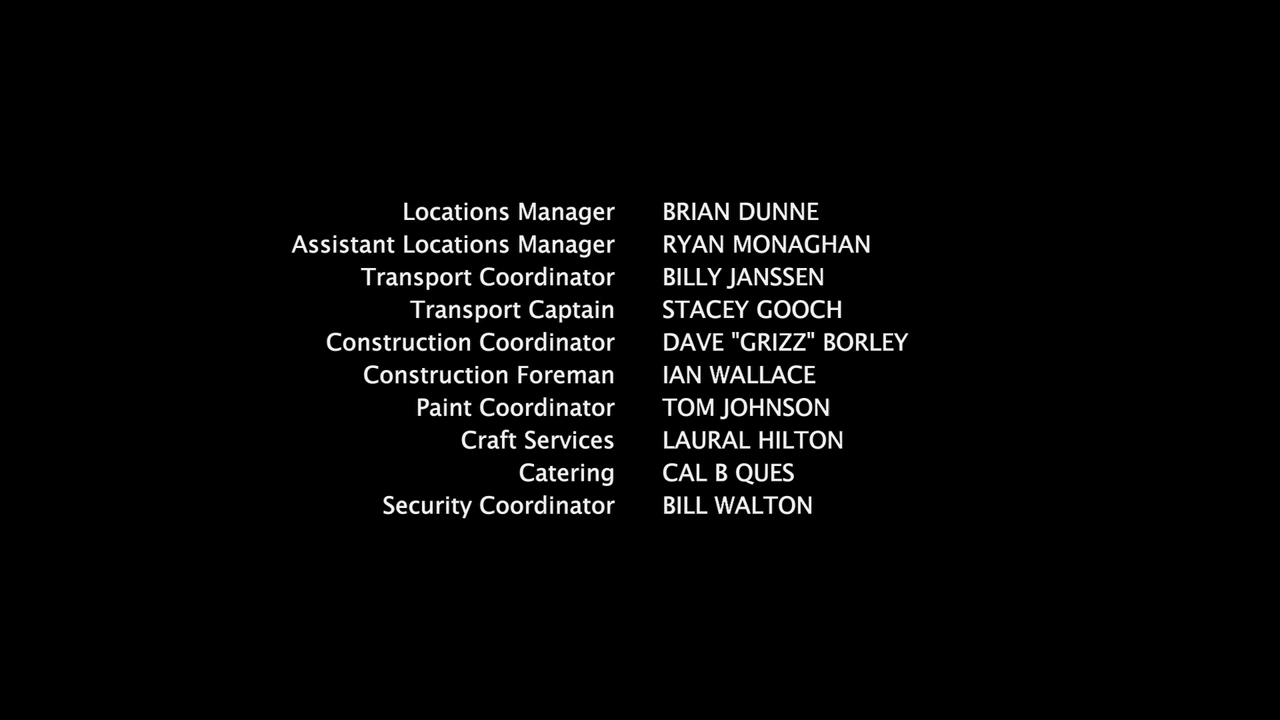 Locations Manager BRIAN DUNNE
Assistant Locations Manager RYAN MONAGHAN
Transport Coordinator BILLY JANSSEN
Transport Captain STACEY GOOCH
Construction Coordinator DAVE "GRIZZ" BORLEY
Construction Foreman IAN WALLACE
Paint Coordinator TOM JOHNSON
Craft Services LAURAL HILTON
Catering CAL B QUES
Security Coordinator BILL WALTON